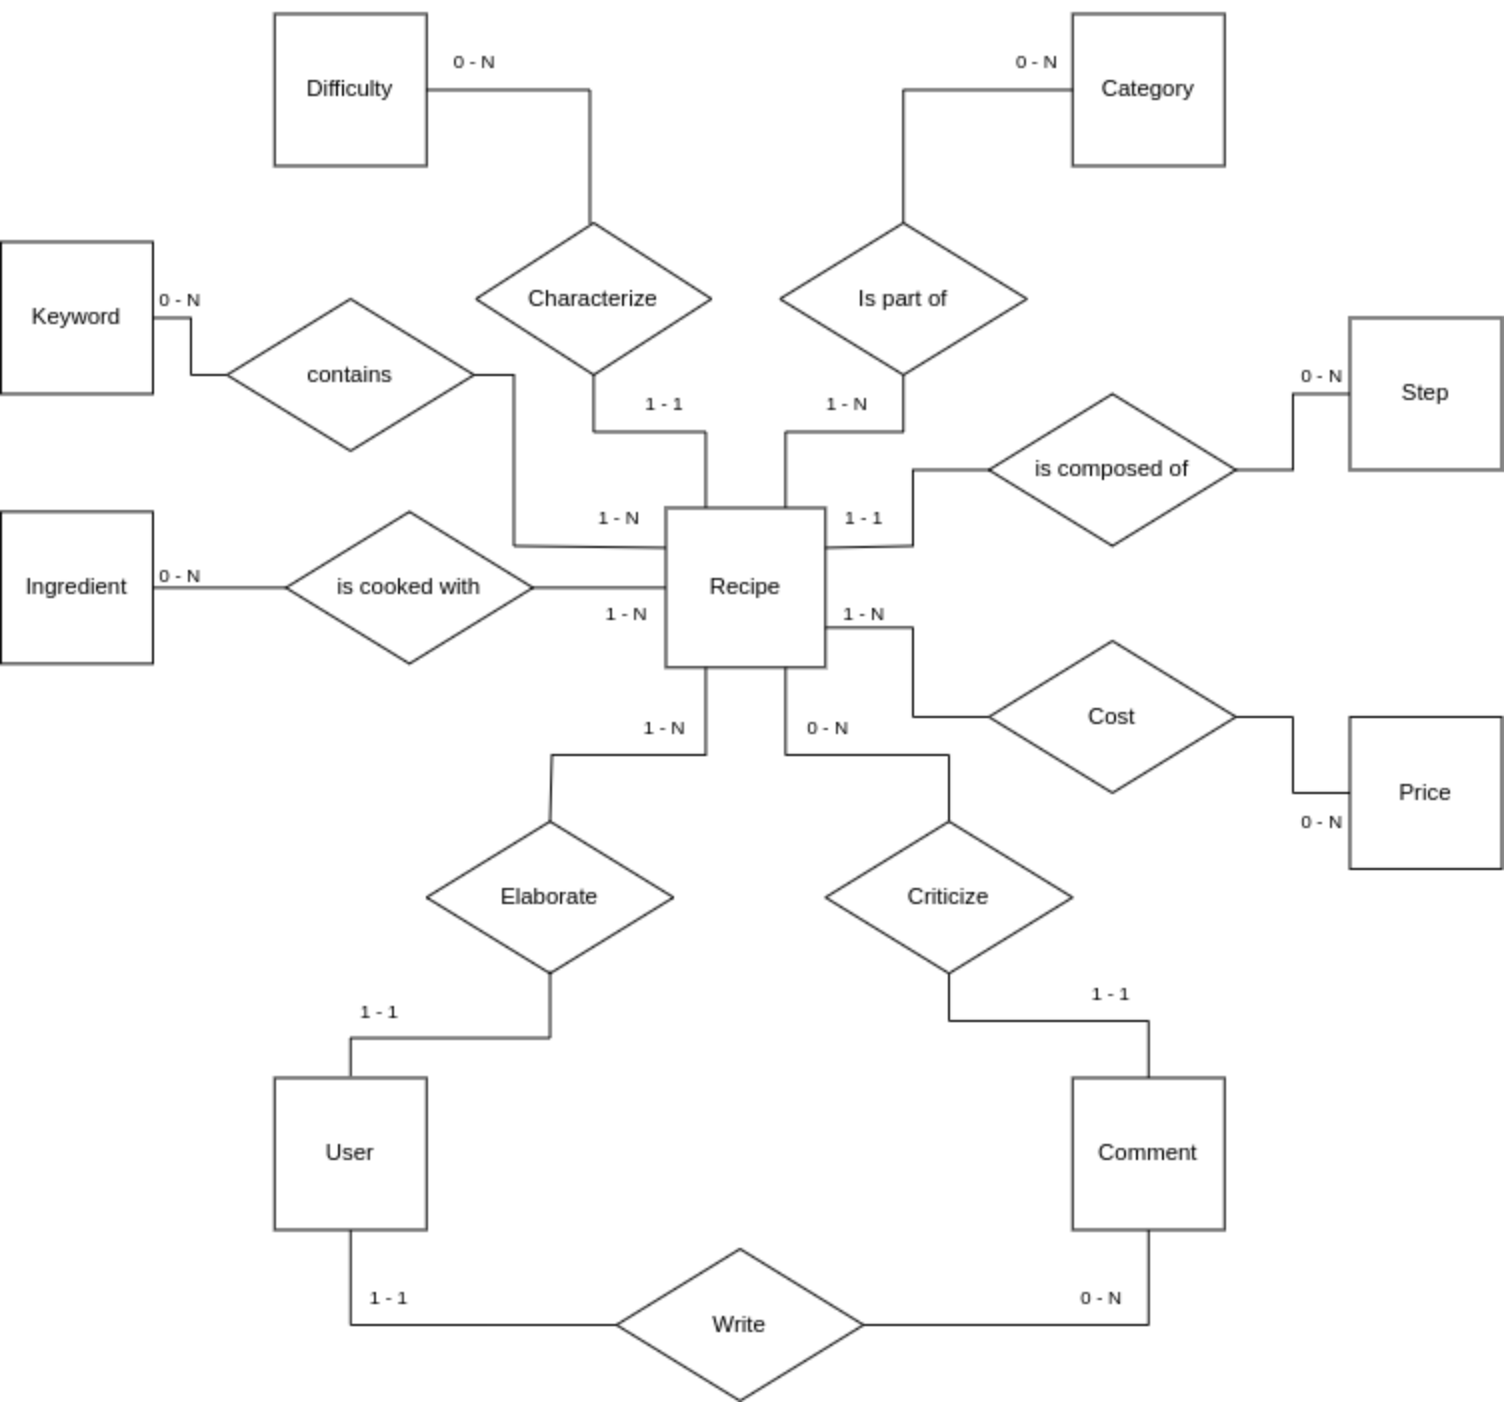 0 - N
0 - N
Difficulty
Category
Keyword
0 - N
Characterize
Is part of
contains
0 - N
Step
1 - 1
1 - N
is composed of
1 - N
1 - 1
Ingredient
0 - N
is cooked with
Recipe
1 - N
1 - N
Cost
1 - N
0 - N
Price
0 - N
Elaborate
Criticize
1 - 1
1 - 1
User
Comment
1 - 1
0 - N
Write